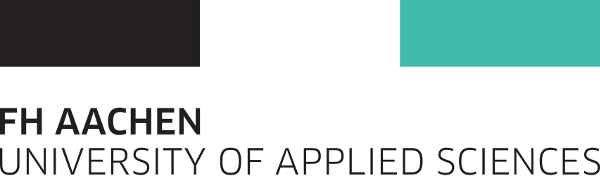 FH AACHEN
UNIVERSITY OF APPLIED SCIENCES